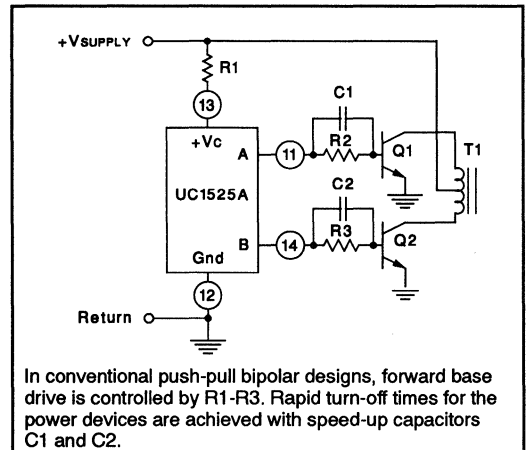 +VSUPPLY
R1
13
+Vc
C1
A
11
R2
Q1
T1
UC1525A
C2
B
14
R3
Q2
Gnd
12
Return
In conventional push-pull bipolar designs, forward base
drive is controlled by R1-R3. Rapid turn-off times for the
power devices are achieved with speed-up capacitors
C1 and C2.